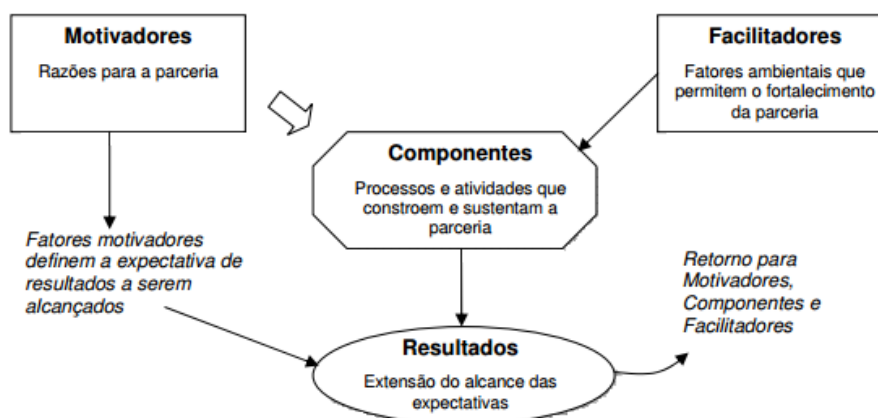 Motivadores
Razões para a parceria
Facilitadores
Fatores ambientais que
permitem o fortalecimento
da parceria
Componentes
Processos e atividades que
constroem e sustentam a
parceria
Fatores motivadores
definem a expectativa de
resultados a serem
alcançados
Retorno para
Motivadores,
Componentes e
Facilitadores
Resultados
Extensão do alcance das
expectativas